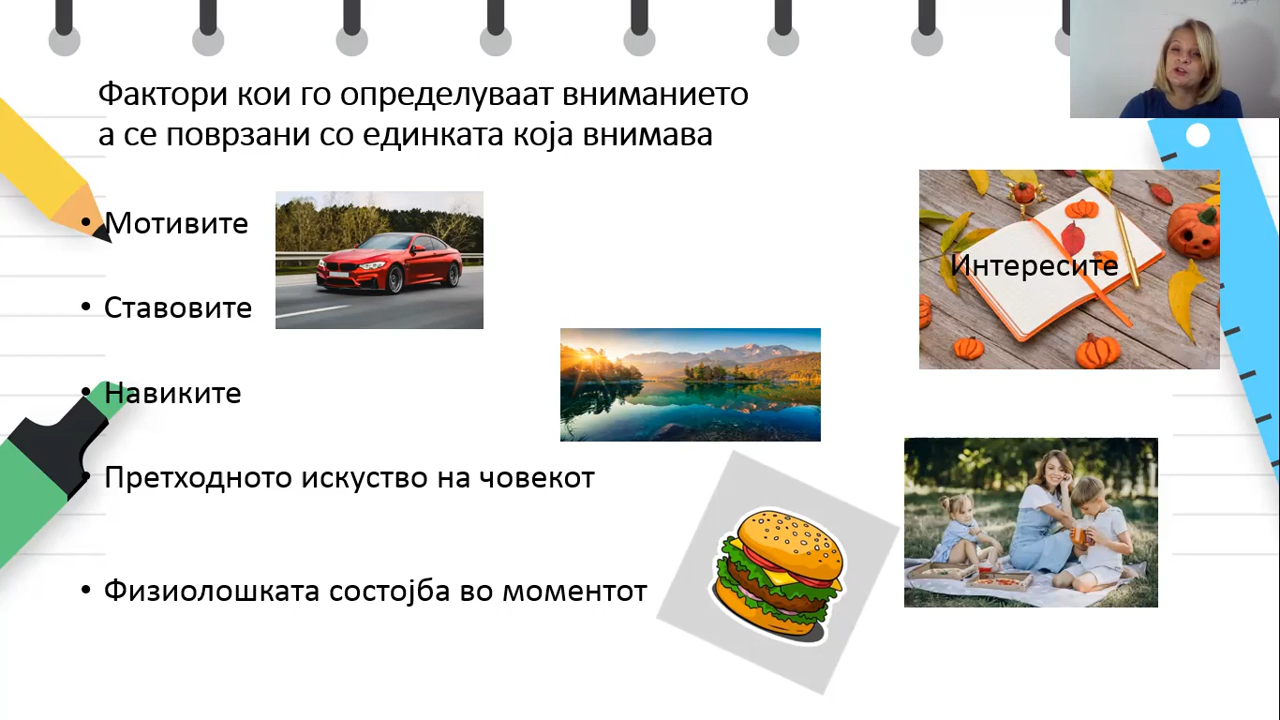 Фактори кои го определуваат вниманието
а се поврзани со единката која внимава
Мотивите
Ставовите
Навиките
Претходното искуство на човекот
Физиолошката состојба во моментот
Интересите